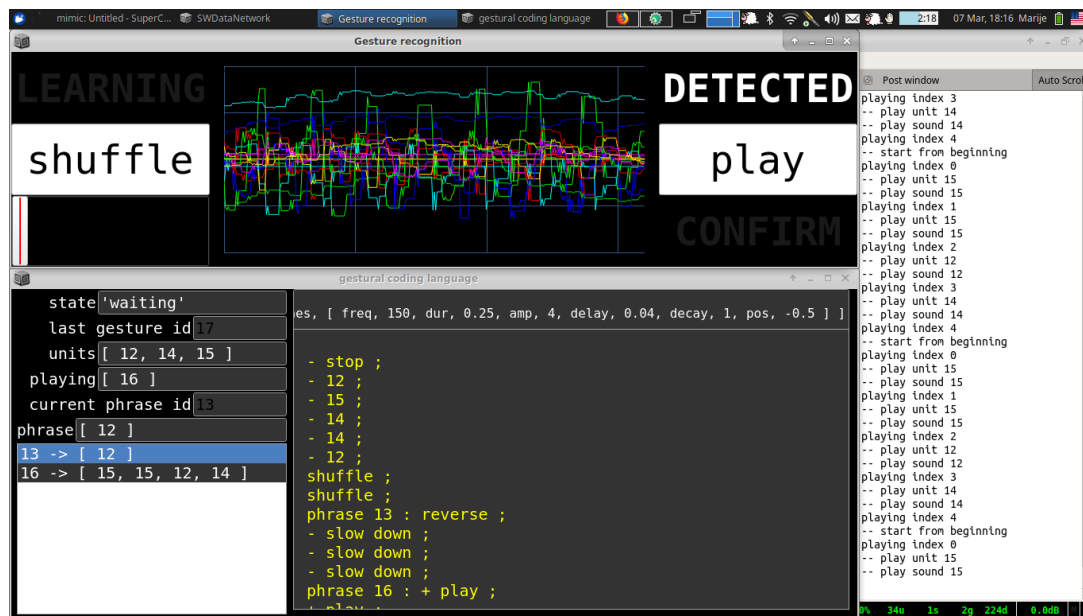 mimic: Untitled - SuperC... SWDataNetwork Gesture recognition gestural coding language 2:18 07 Mar, 18:16 Marije
Gesture recognition
LEARNING
shuffle
DETECTED
play
CONFIRM
gestural coding language
state 'waiting'
last gesture id 17
units [ 12, 14, 15 ]
playing [ 16 ]
current phrase id 13
phrase [ 12 ]
13 -> [ 12 ]
16 -> [ 15, 15, 12, 14 ]
es, [ freq, 150, dur, 0.25, amp, 4, delay, 0.04, decay, 1, pos, -0.5 ] ]
- stop ;
- 12 ;
- 15 ;
- 14 ;
- 14 ;
- 12 ;
shuffle ;
shuffle ;
phrase 13 : reverse ;
- slow down ;
- slow down ;
- slow down ;
phrase 16 : + play ;
+ play ;
Post window Auto Scrol
playing index 3
-- play unit 14
-- play sound 14
playing index 4
-- start from beginning
playing index 0
-- play unit 15
-- play sound 15
playing index 1
-- play unit 15
-- play sound 15
playing index 2
-- play unit 12
-- play sound 12
playing index 3
-- play unit 14
-- play sound 14
playing index 4
-- start from beginning
playing index 0
-- play unit 15
-- play sound 15
playing index 1
-- play unit 15
-- play sound 15
playing index 2
-- play unit 12
-- play sound 12
playing index 3
-- play unit 14
-- play sound 14
playing index 4
-- start from beginning
playing index 0
-- play unit 15
-- play sound 15
0% 34u 1s 2g 224d 0.0dB